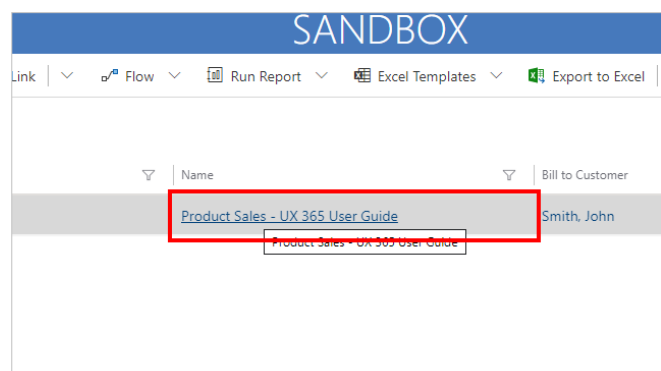 SANDBOX
Link Flow Run Report Excel Templates Export to Excel
Name Bill to Customer
Product Sales - UX 365 User Guide Smith, John
Product Sales - UX 365 User Guide